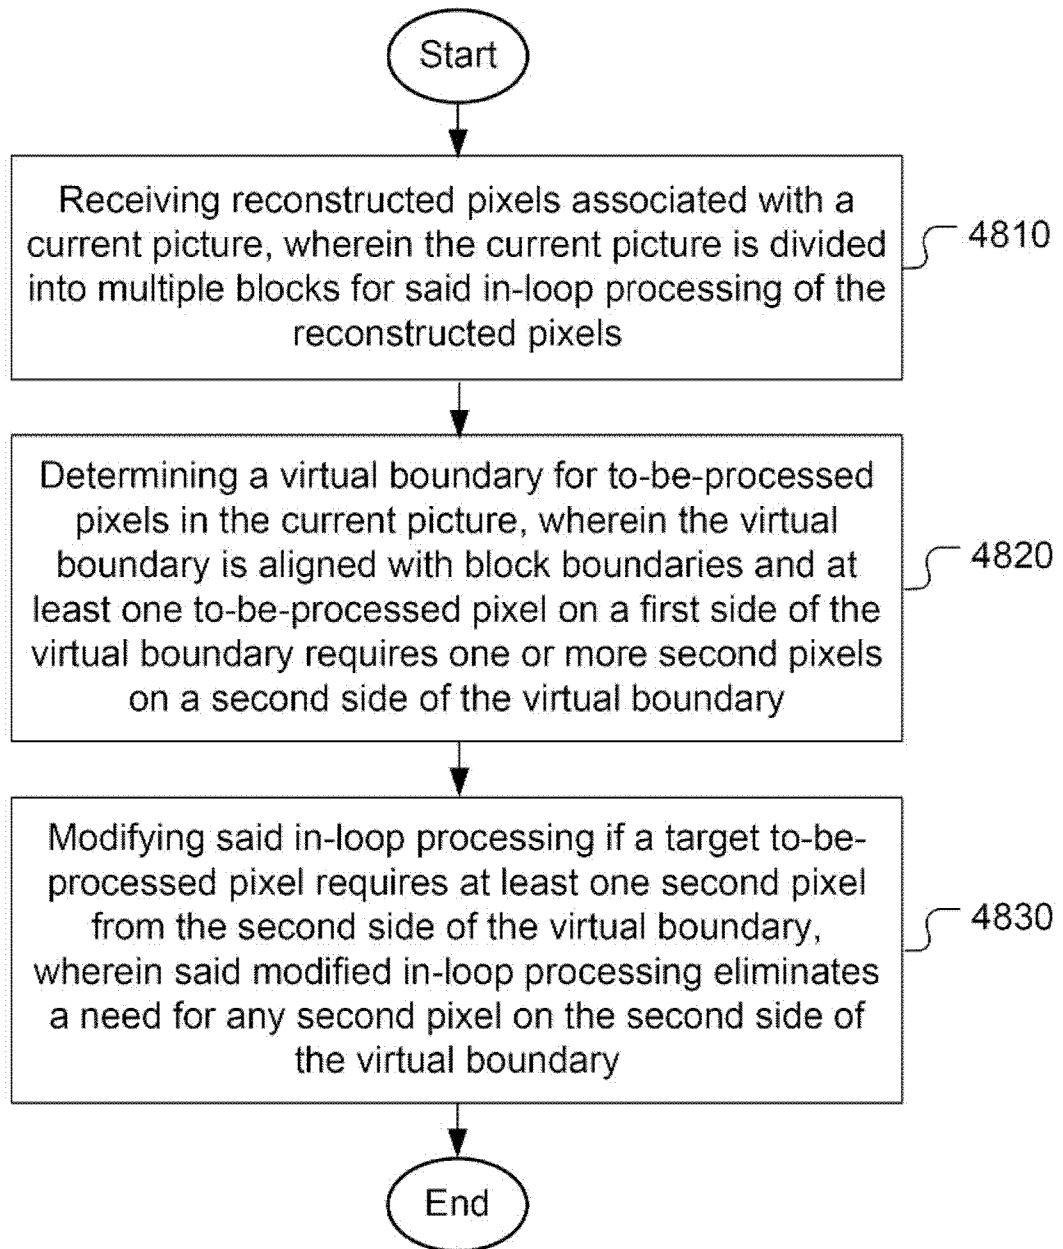 Start
Receiving reconstructed pixels associated with a
current picture, wherein the current picture is divided
into multiple blocks for said in-loop processing of the
reconstructed pixels
4810
Determining a virtual boundary for to-be-processed
pixels in the current picture, wherein the virtual
boundary is aligned with block boundaries and at
least one to-be-processed pixel on a first side of the
virtual boundary requires one or more second pixels
on a second side of the virtual boundary
4820
Modifying said in-loop processing if a target to-be-
processed pixel requires at least one second pixel
from the second side of the virtual boundary,
wherein said modified in-loop processing eliminates
a need for any second pixel on the second side of
the virtual boundary
4830
End